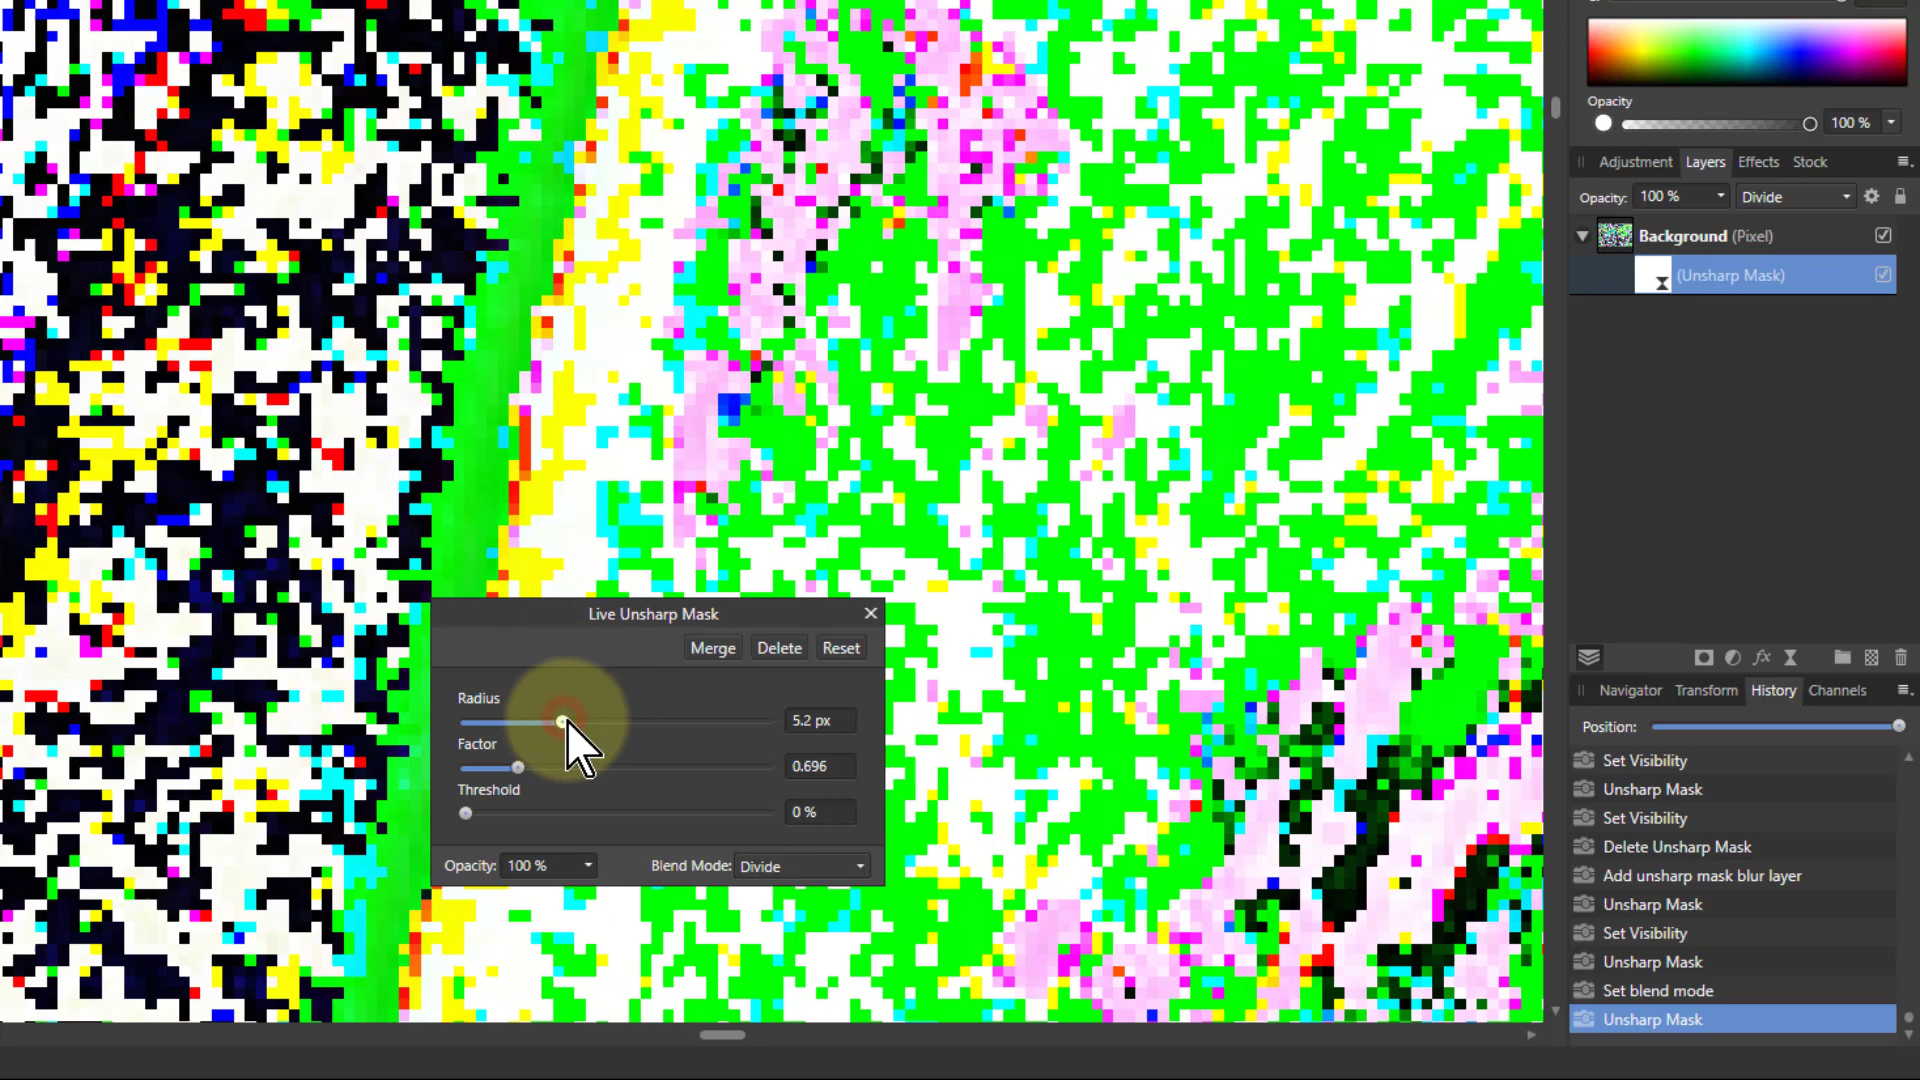 Opacity
100 %
Adjustment Layers Effects Stock
Opacity: 100 % Divide
Background (Pixel)
(Unsharp Mask)
Live Unsharp Mask
Merge Delete Reset
Radius
5.2 px
Factor
0.696
Threshold
0 %
Opacity: 100 % Blend Mode: Divide
fx
Navigator Transform History Channels
Position:
Set Visibility
Unsharp Mask
Set Visibility
Delete Unsharp Mask
Add unsharp mask blur layer
Unsharp Mask
Set Visibility
Unsharp Mask
Set blend mode
Unsharp Mask